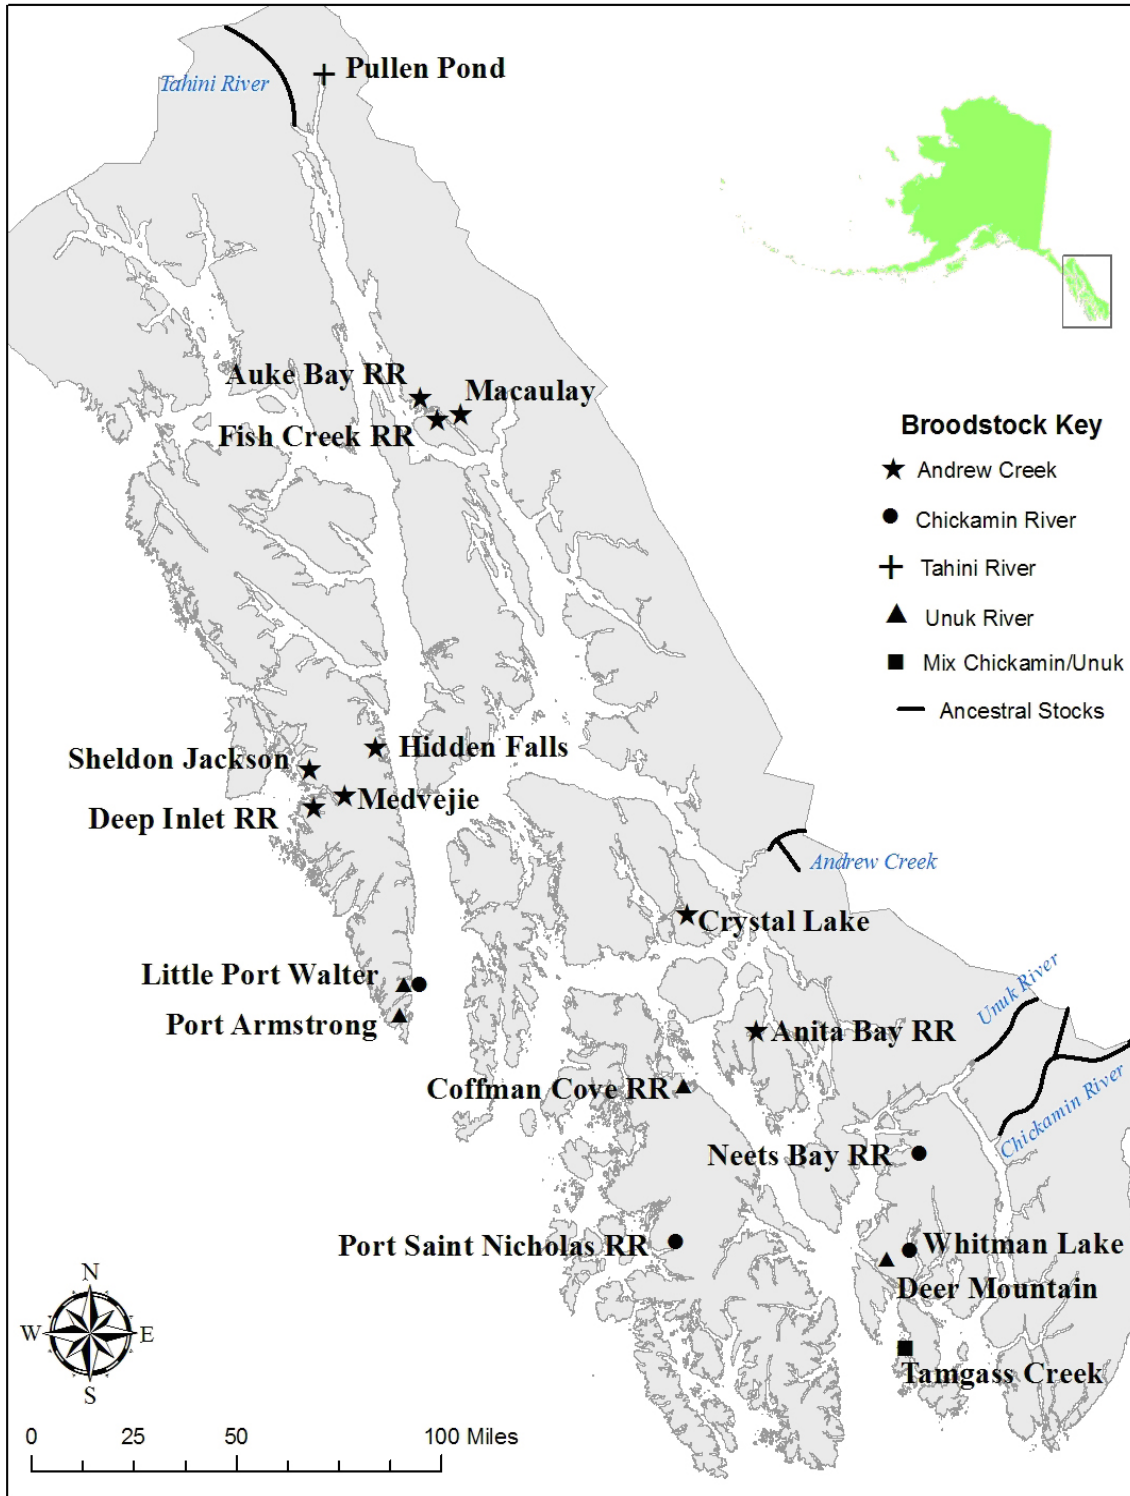 Pullen Pond
Tahini River
Auke Bay RR
Macaulay
Fish Creek RR
Broodstock Key
Andrew Creek
Chickamin River
Tahini River
Unuk River
Mix Chickamin/Unuk
Ancestral Stocks
Hidden Falls
Sheldon Jackson
Medvejie
Deep Inlet RR
Andrew Creek
Crystal Lake
Little Port Walter
Port Armstrong
Unuk River
Anita Bay RR
Coffman Cove RR
Chickamin River
Neets Bay RR
Port Saint Nicholas RR
Whitman Lake
Deer Mountain
Tamgass Creek
N
W E
S
0 25 50 100 Miles